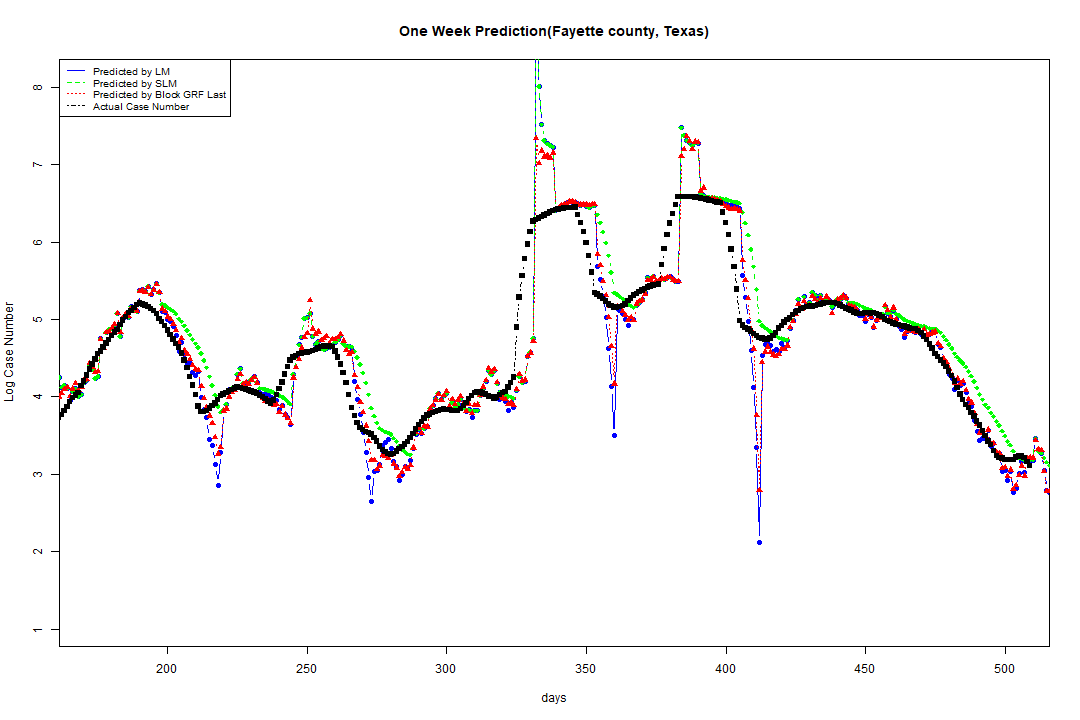 One Week Prediction(Fayette county, Texas)
Predicted by LM
Predicted by SLM
Predicted by Block GRF Last
Actual Case Number
Log Case Number
8
7
6
5
4
3
2
1
200 250 300 350 400 450 500
days